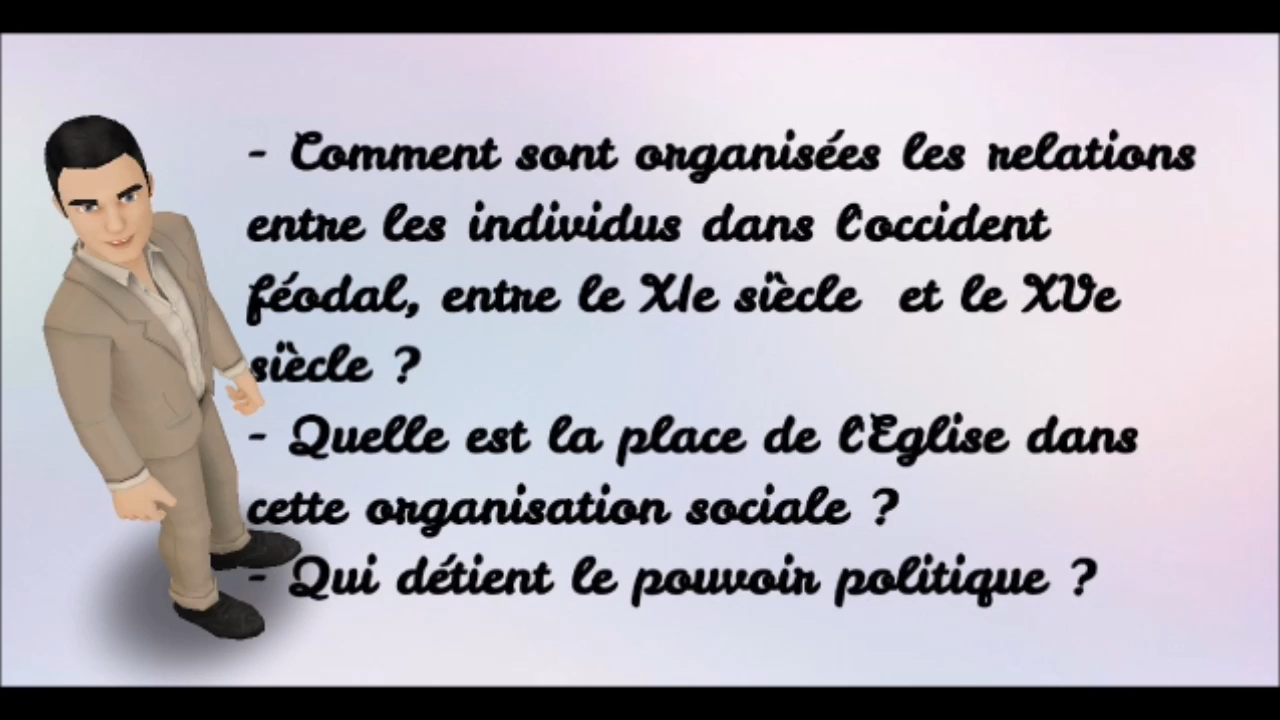 - Comment sont organisées les relations
entre les individus dans l'occident
féodal, entre le XIe siècle et le XVe
siècle ?
- Quelle est la place de l'Eglise dans
cette organisation sociale ?
- Qui détient le pouvoir politique ?